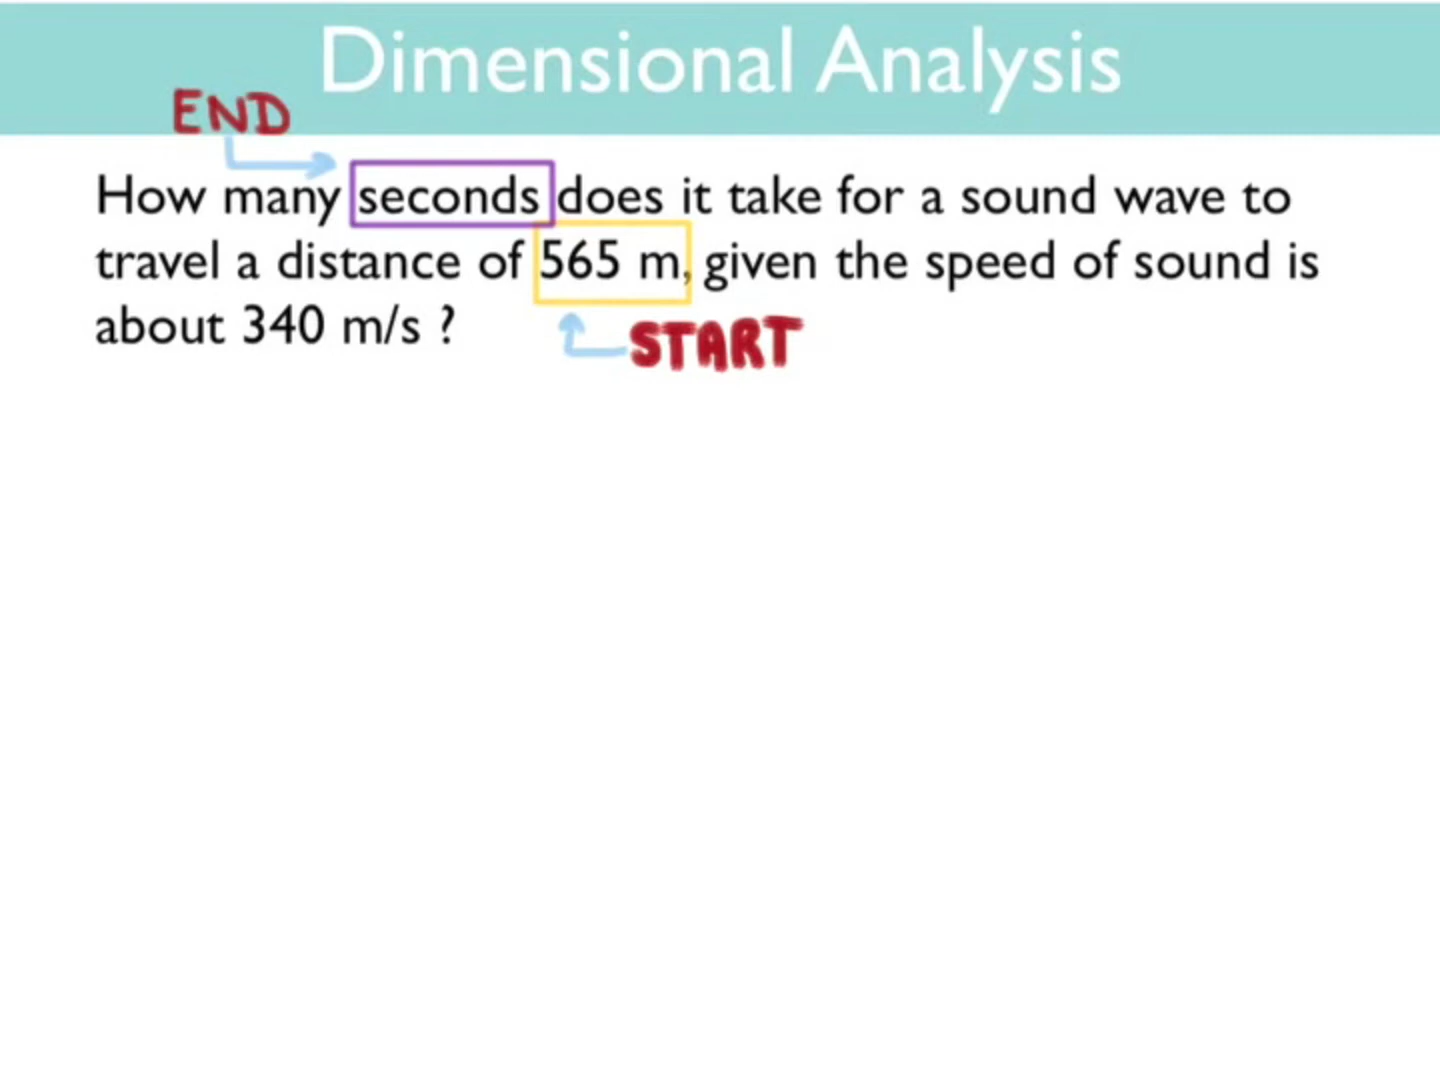 Dimensional Analysis
END
How many seconds does it take for a sound wave to
travel a distance of 565 m, given the speed of sound is
about 340 m/s ?
START